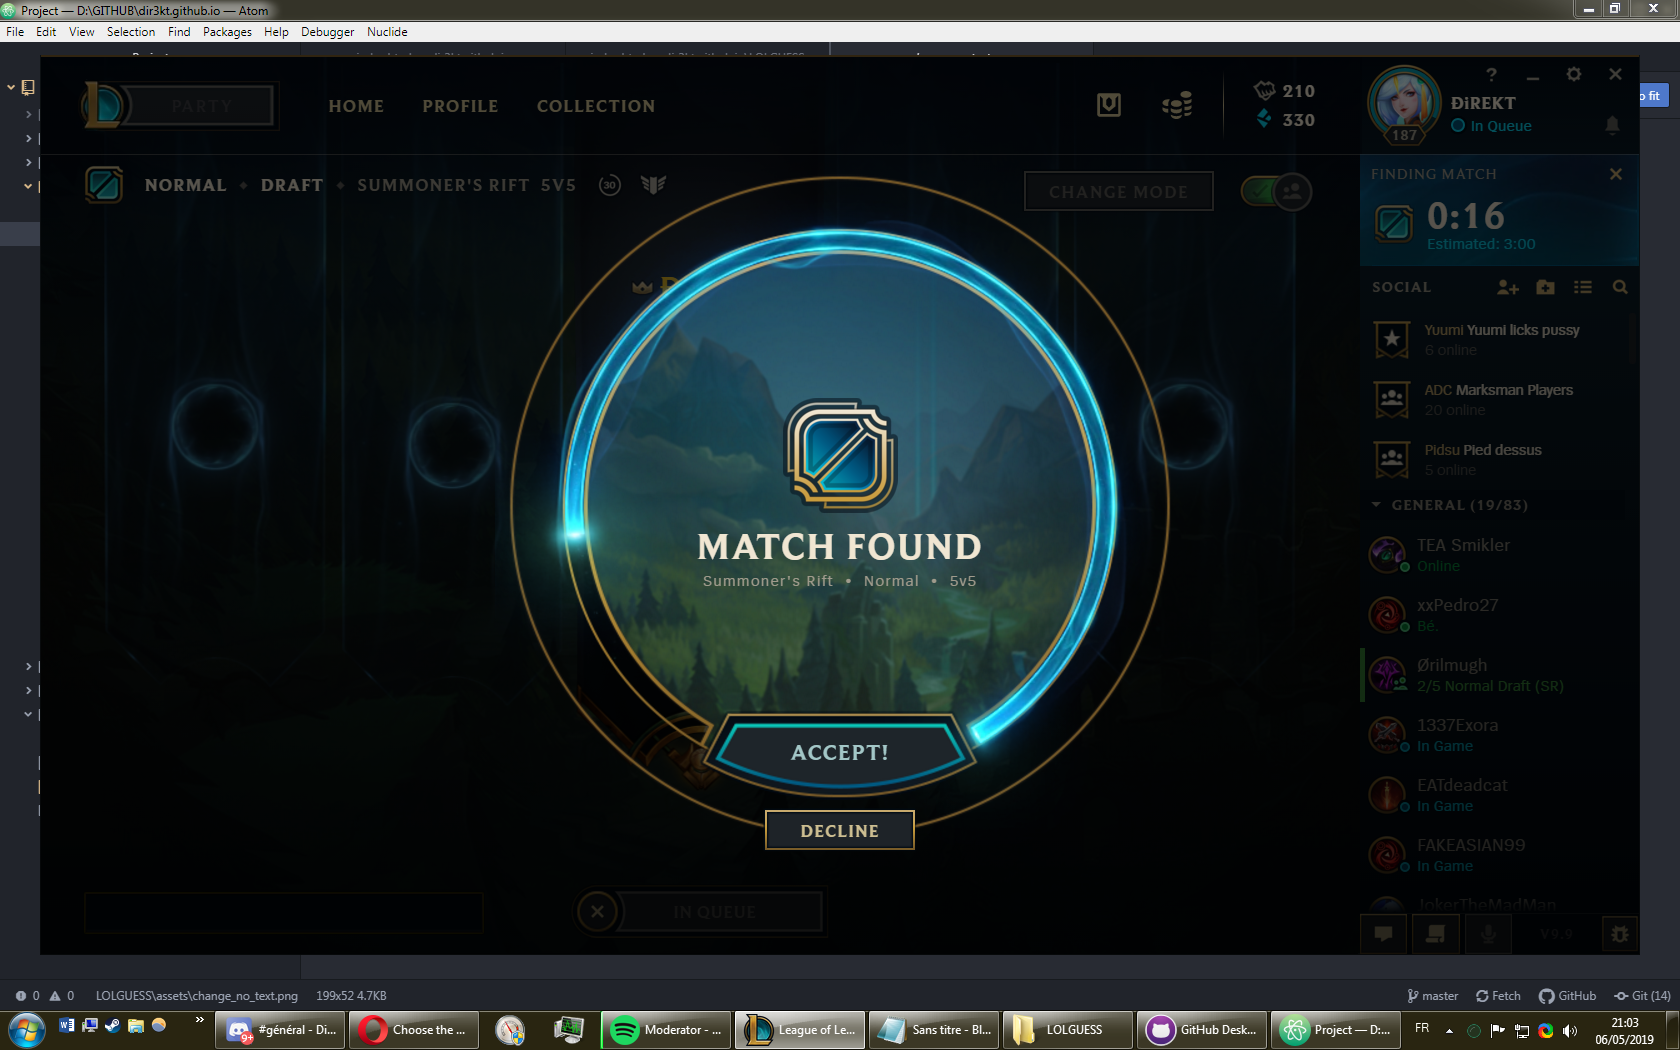 Project — D:\GITHUB\dir3kt.github.io — Atom
File Edit View Selection Find Packages Help Debugger Nuclide
PARTY
HOME PROFILE COLLECTION
210
330
?
187
ÐiREKT
In Queue
o fit
NORMAL DRAFT SUMMONER'S RIFT 5V5 30
CHANGE MODE
FINDING MATCH
0:16
Estimated: 3:00
SOCIAL
Yuumi Yuumi licks pussy
6 online
ADC Marksman Players
20 online
Pidsu Pied dessus
5 online
GENERAL (19/83)
TEA Smikler
Online
xxPedro27
Bé.
Ørilmugh
2/5 Normal Draft (SR)
1337Exora
In Game
EATdeadcat
In Game
FAKEASIAN99
In Game
JokerTheMadMan
V9.9
MATCH FOUND
Summoner's Rift • Normal • 5v5
ACCEPT!
DECLINE
IN QUEUE
0 0 LOLGUESS\assets\change_no_text.png 199x52 4.7KB
master Fetch GitHub Git (14)
9+ #général - Di... Choose the ... Moderator - ... League of Le... Sans titre - Bl... LOLGUESS GitHub Desk... Project — D:... FR
21:03
06/05/2019